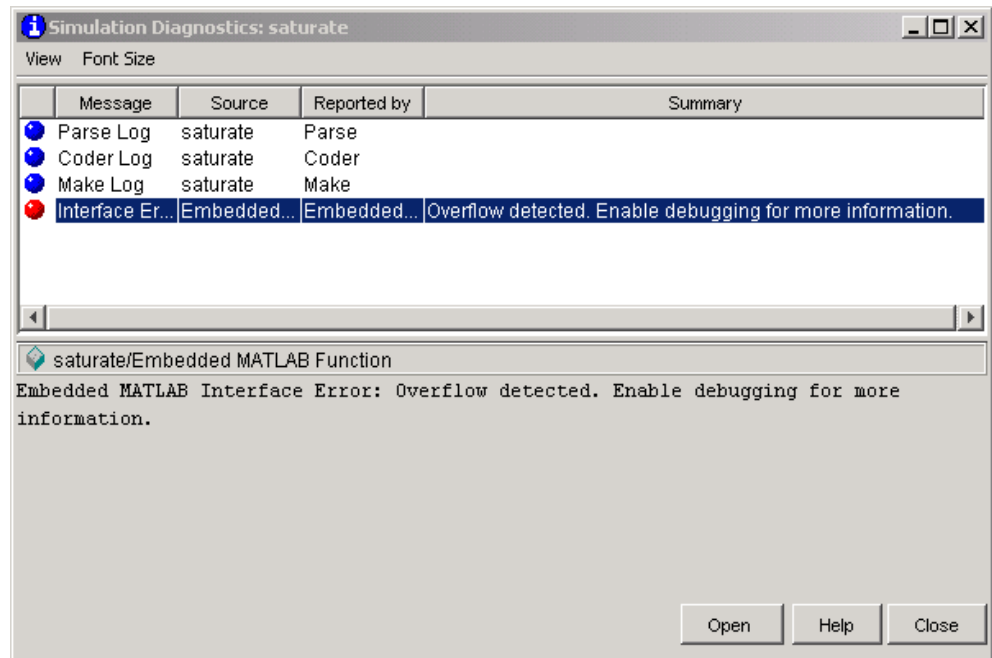 Simulation Diagnostics: saturate
View Font Size
Message Source Reported by Summary
Parse Log saturate Parse
Coder Log saturate Coder
Make Log saturate Make
Interface Er... Embedded... Embedded... Overflow detected. Enable debugging for more information.
saturate/Embedded MATLAB Function
Embedded MATLAB Interface Error: Overflow detected. Enable debugging for more
information.
Open Help Close